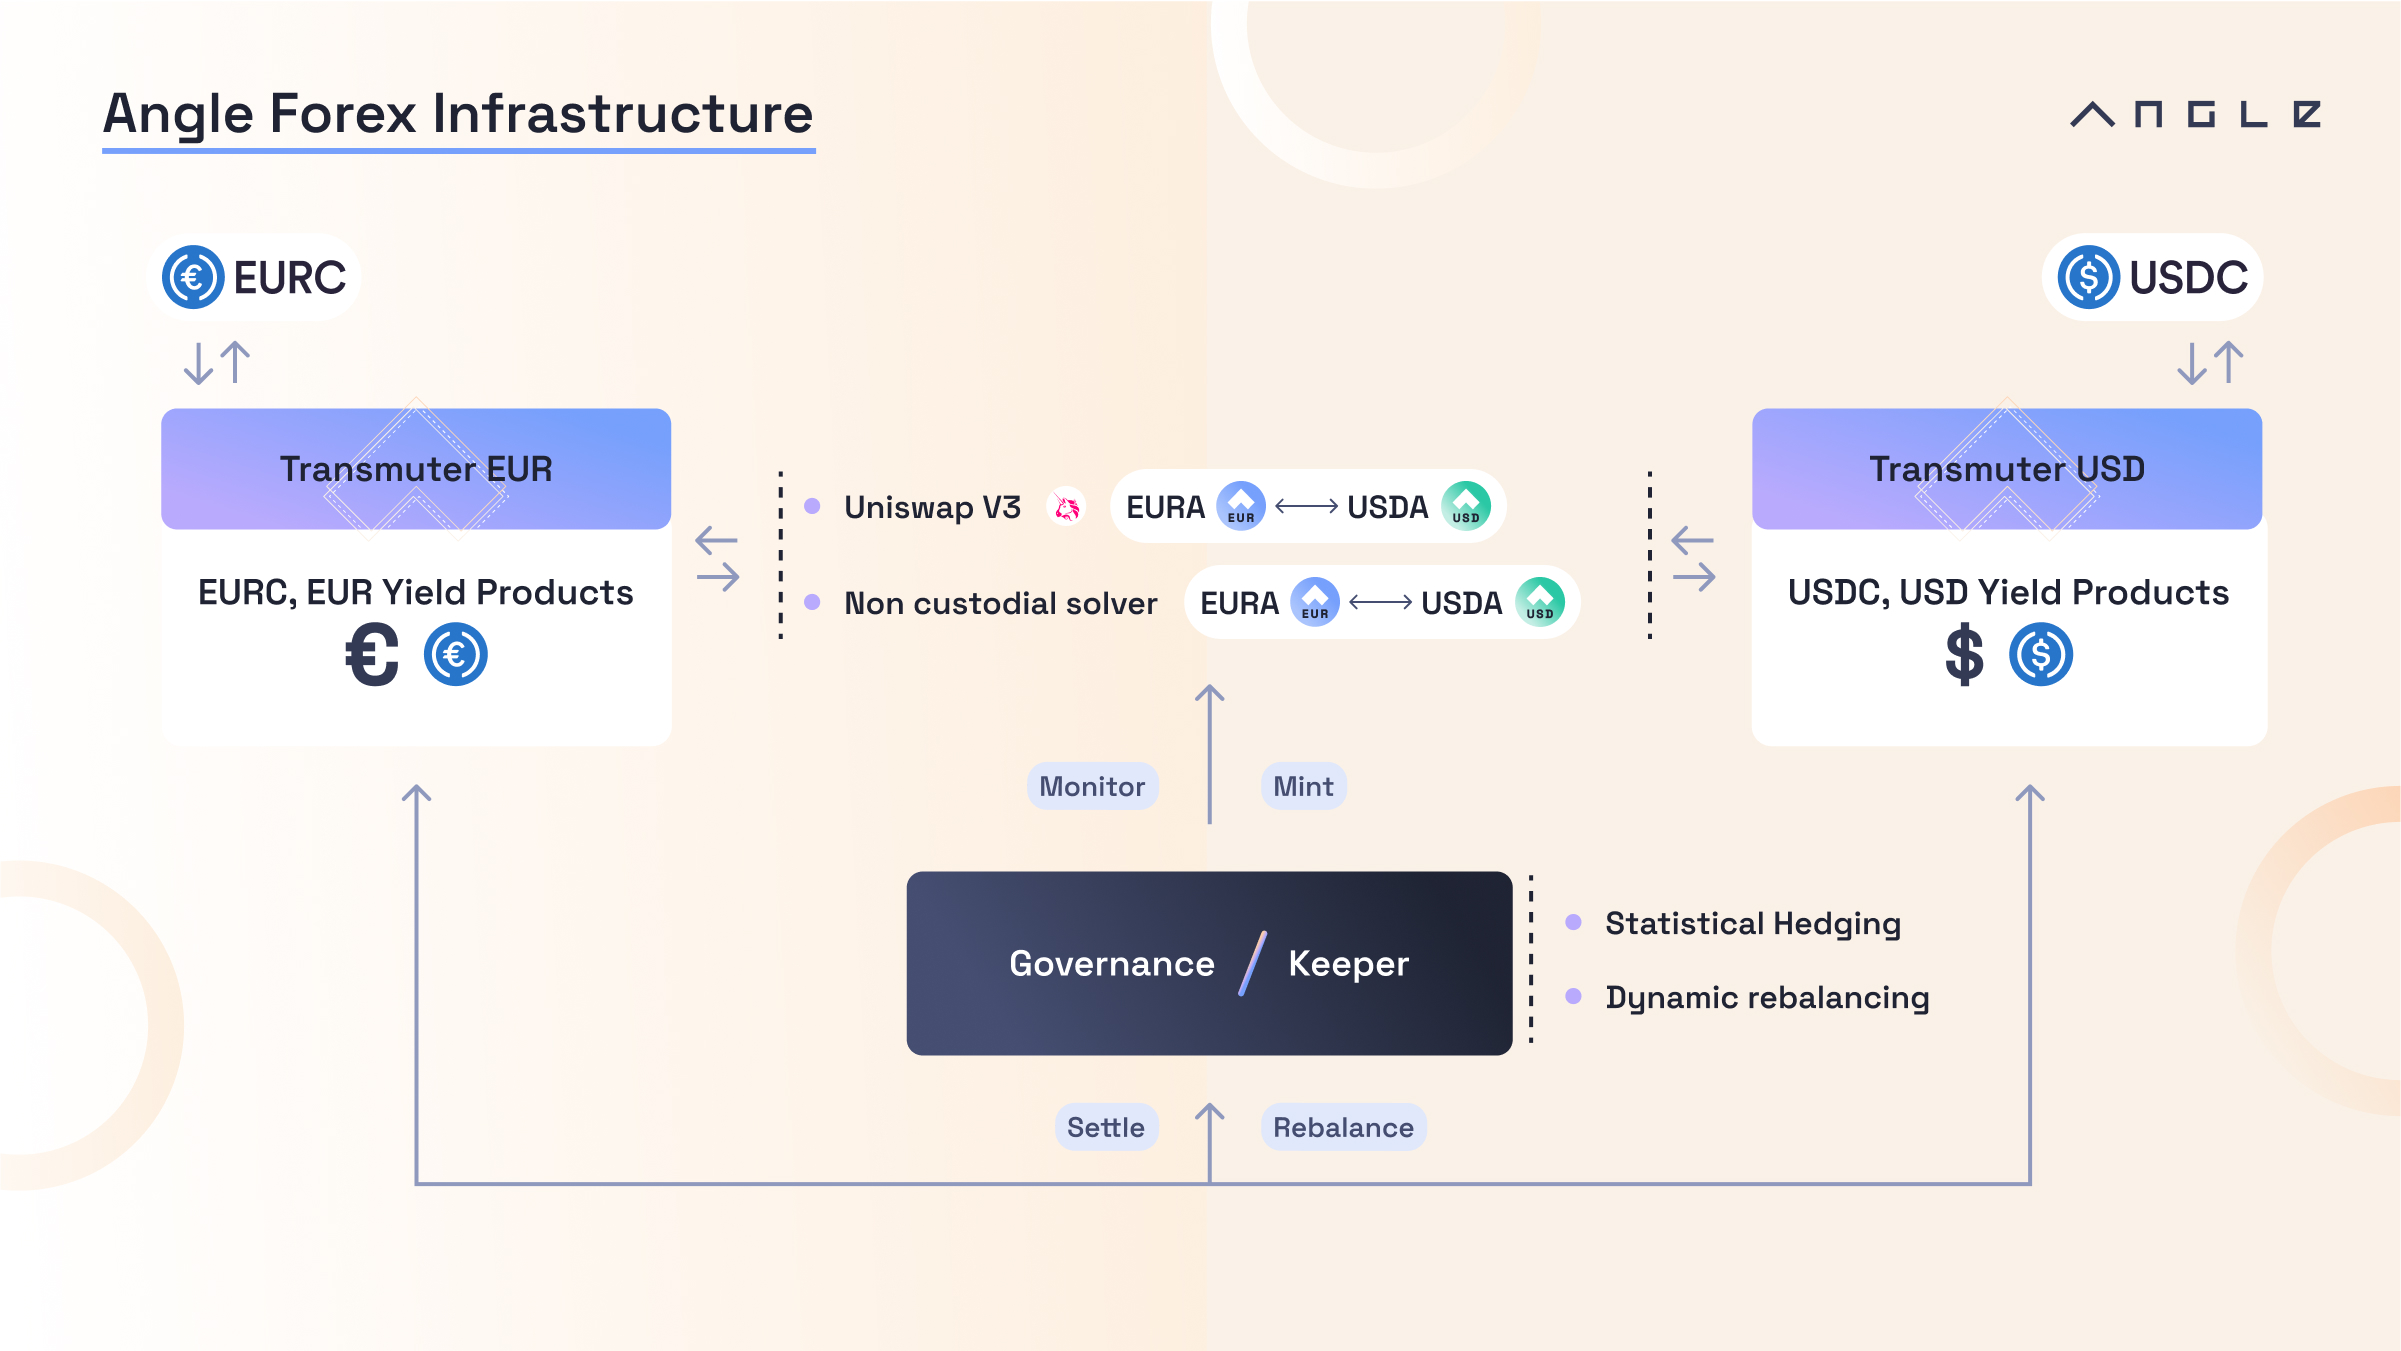 Angle Forex Infrastructure
ANGLE
€ EURC
$ USDC
Transmuter EUR
EURC, EUR Yield Products
€ €
Uniswap V3 EURA EUR USDA USD
Non custodial solver EURA EUR USDA USD
Transmuter USD
USDC, USD Yield Products
$ $
Monitor Mint
Governance / Keeper
Statistical Hedging
Dynamic rebalancing
Settle Rebalance